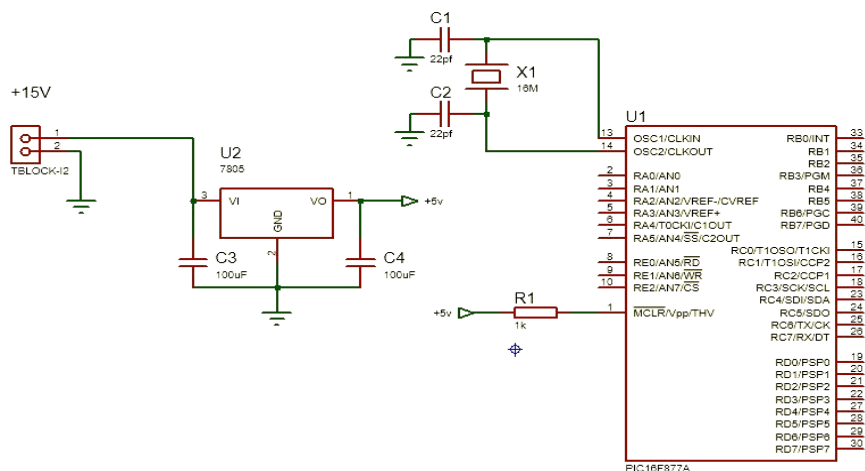 +15V
1
2
TBLOCK-I2
U2
7805
3
VI
VO
1
GND
2
+5v
C3
100uF
C4
100uF
C1
22pf
C2
22pf
X1
16M
+5v
R1
1k
U1
13 OSC1/CLKIN
14 OSC2/CLKOUT
2 RA0/AN0
3 RA1/AN1
4 RA2/AN2/VREF-/CVREF
5 RA3/AN3/VREF+
6 RA4/T0CKI/C1OUT
7 RA5/AN4/SS/C2OUT
8 RE0/AN5/RD
9 RE1/AN6/WR
10 RE2/AN7/CS
1 MCLR/Vpp/THV
RB0/INT 33
RB1 34
RB2 35
RB3/PGM 36
RB4 37
RB5 38
RB6/PGC 39
RB7/PGD 40
RC0/T1OSO/T1CKI 15
RC1/T1OSI/CCP2 16
RC2/CCP1 17
RC3/SCK/SCL 18
RC4/SDI/SDA 23
RC5/SDO 24
RC6/TX/CK 25
RC7/RX/DT 26
RD0/PSP0 19
RD1/PSP1 20
RD2/PSP2 21
RD3/PSP3 22
RD4/PSP4 27
RD5/PSP5 28
RD6/PSP6 29
RD7/PSP7 30
PIC16F877A